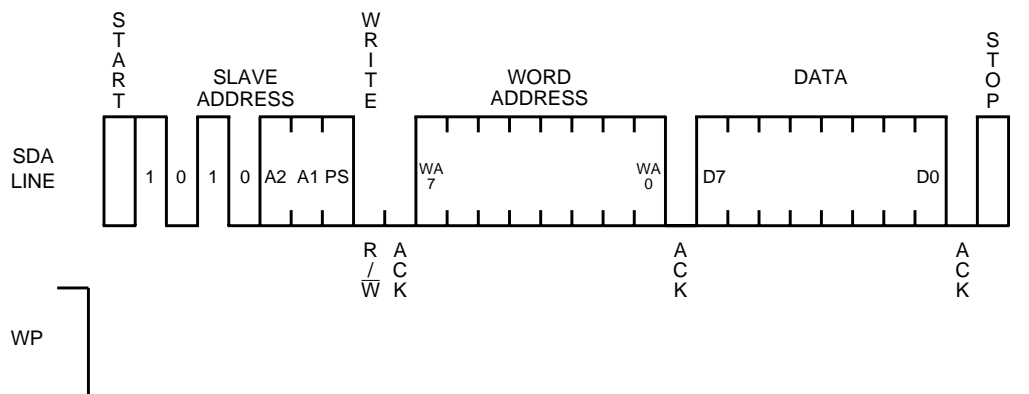 START
WRITE
STOP
SLAVE
ADDRESS
WORD
ADDRESS
DATA
SDA
LINE
1 0 1 0 A2 A1 PS
WA
7
WA
0
D7 D0
R
/
W̅
ACK
ACK
ACK
WP